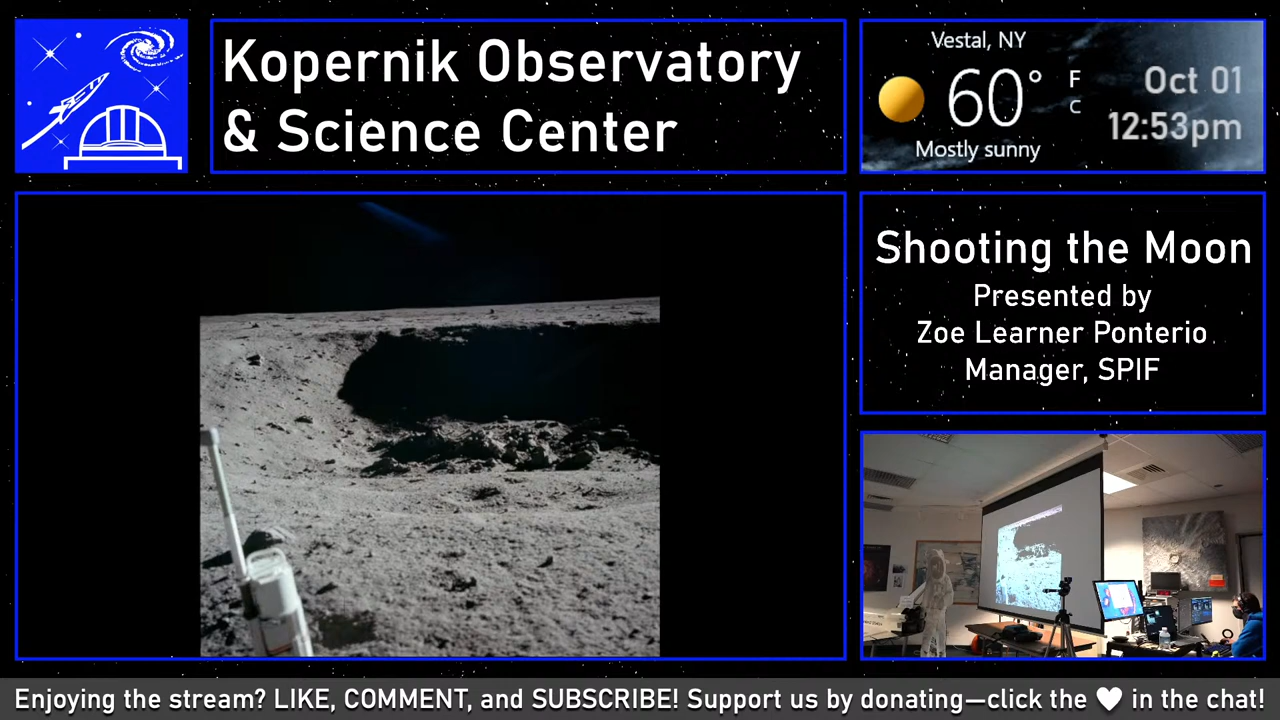 Kopernik Observatory
& Science Center
Vestal, NY
60°
F
C
Mostly sunny
Oct 01
12:53pm
Shooting the Moon
Presented by
Zoe Learner Ponterio
Manager, SPIF
Enjoying the stream? LIKE, COMMENT, and SUBSCRIBE! Support us by donating—click the ♥ in the chat!